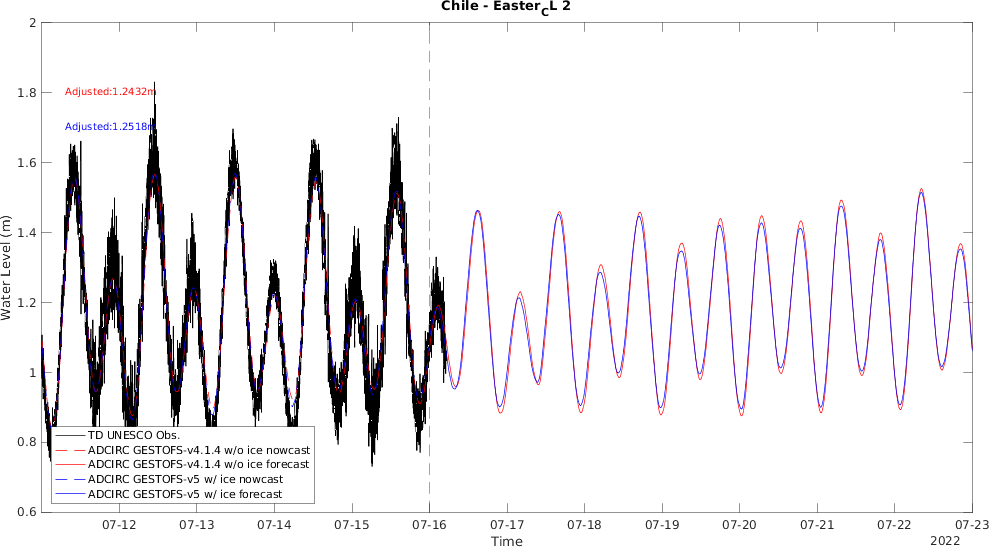 Chile - Easter_CL 2
Water Level (m)
2
1.8
1.6
1.4
1.2
1
0.8
0.6
Adjusted:1.2432m
Adjusted:1.2518m
TD UNESCO Obs.
ADCIRC GESTOFS-v4.1.4 w/o ice nowcast
ADCIRC GESTOFS-v4.1.4 w/o ice forecast
ADCIRC GESTOFS-v5 w/ ice nowcast
ADCIRC GESTOFS-v5 w/ ice forecast
07-12 07-13 07-14 07-15 07-16 07-17 07-18 07-19 07-20 07-21 07-22 07-23
Time
2022